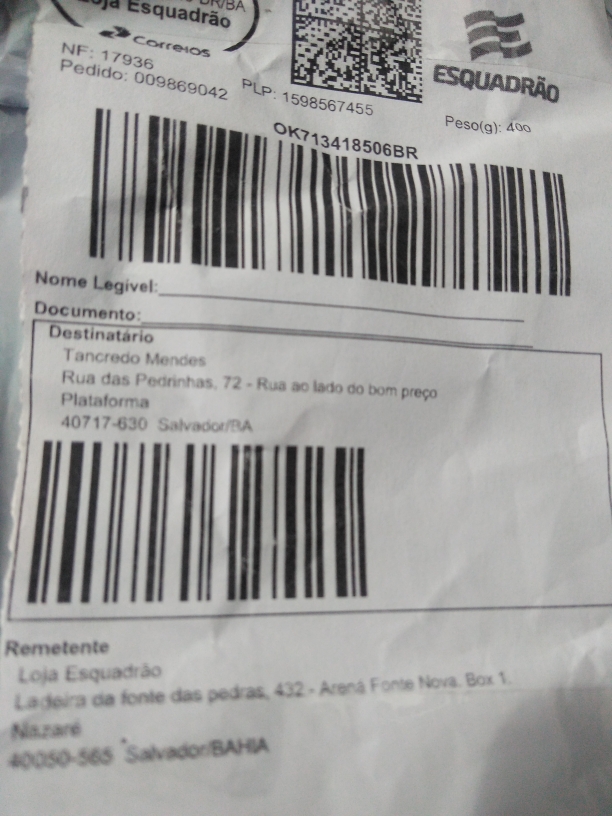 DR/BA
Loja Esquadrão
Correios
NF: 17936
Pedido: 009869042
PLP: 1598567455
ESQUADRÃO
Peso(g): 400
OK713418506BR
Nome Legível:
Documento:
Destinatário
Tancredo Mendes
Rua das Pedrinhas, 72 - Rua ao lado do bom preço
Plataforma
40717-630 Salvador/BA
Remetente
Loja Esquadrão
Ladeira da fonte das pedras, 432 - Arena Fonte Nova. Box 1.
Nazaré
40050-565 Salvador/BAHIA